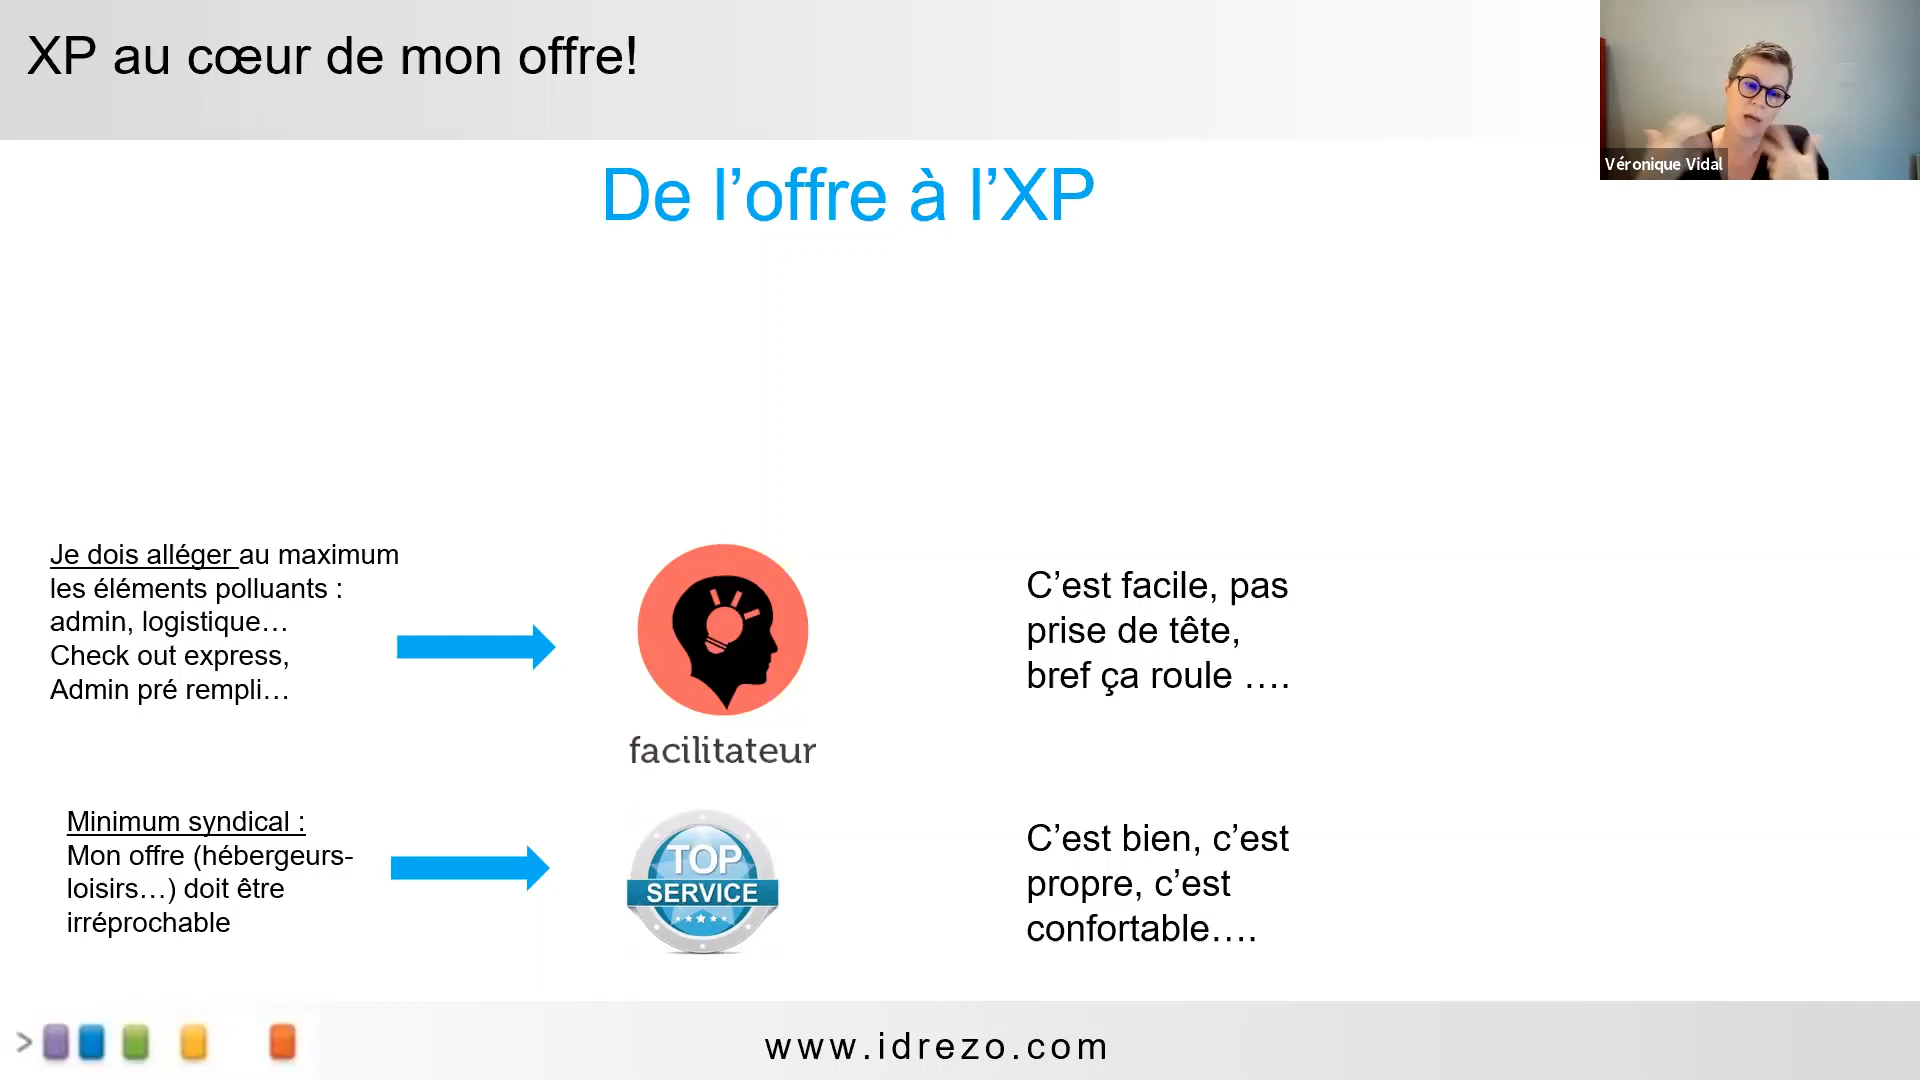 XP au cœur de mon offre!
Véronique Vidal
De l’offre à l’XP
Je dois alléger au maximum
les éléments polluants :
admin, logistique…
Check out express,
Admin pré rempli…
facilitateur
C’est facile, pas
prise de tête,
bref ça roule ….
Minimum syndical :
Mon offre (hébergeurs-
loisirs…) doit être
irréprochable
TOP
SERVICE
C’est bien, c’est
propre, c’est
confortable….
>
www.idrezo.com